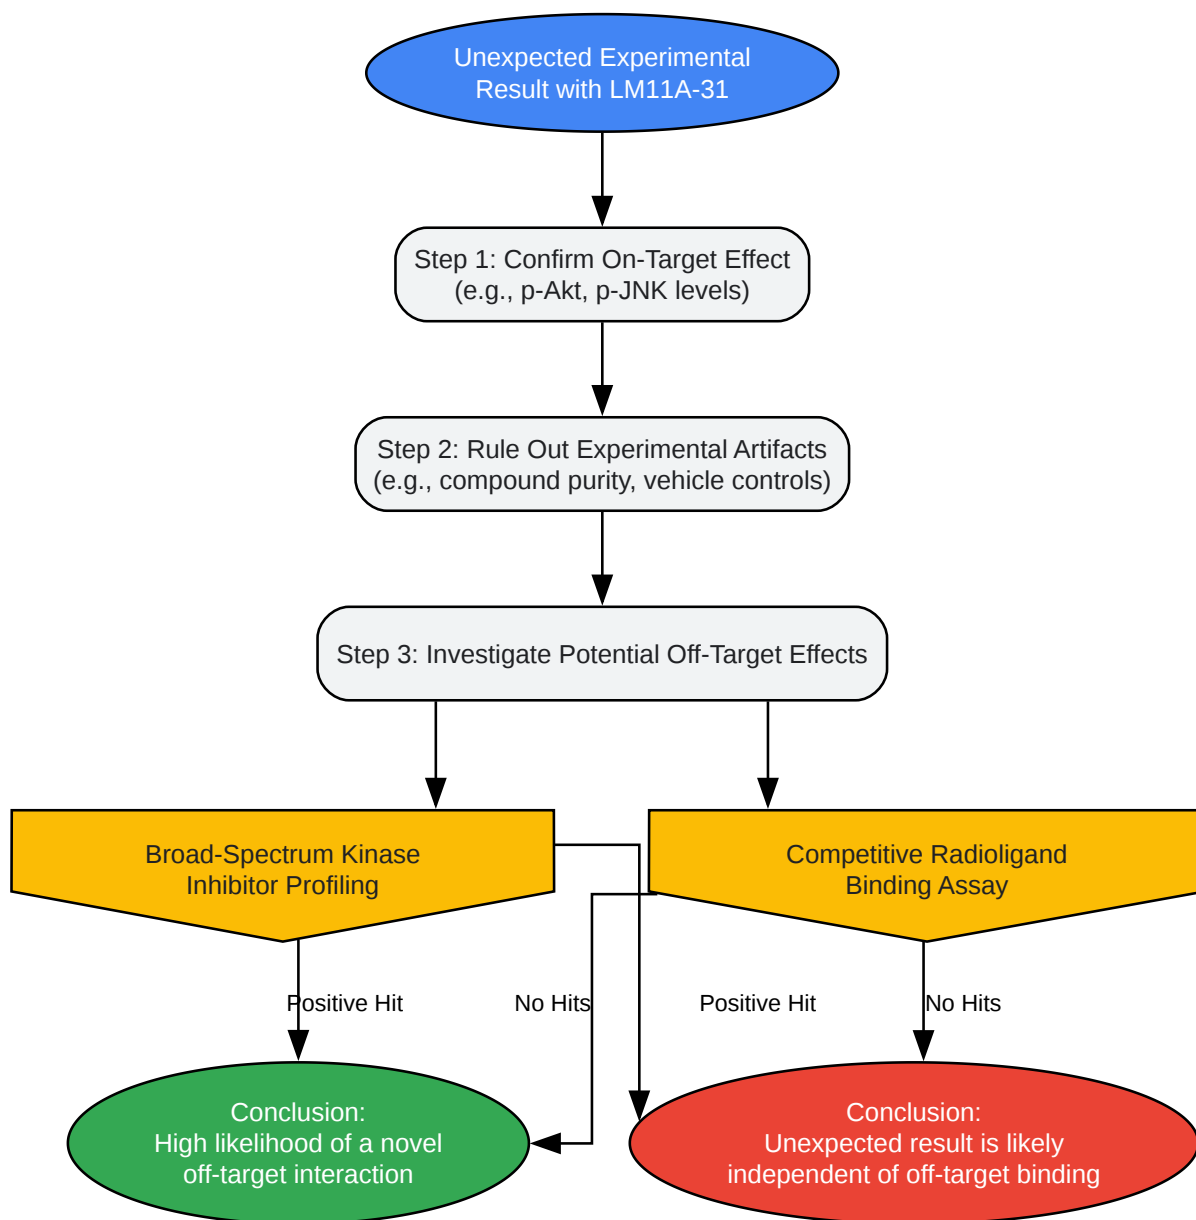 Unexpected Experimental
Result with LM11A-31
Step 1: Confirm On-Target Effect
(e.g., p-Akt, p-JNK levels)
Step 2: Rule Out Experimental Artifacts
(e.g., compound purity, vehicle controls)
Step 3: Investigate Potential Off-Target Effects
Broad-Spectrum Kinase
Inhibitor Profiling
Competitive Radioligand
Binding Assay
Positive Hit
No Hits
Positive Hit
No Hits
Conclusion:
High likelihood of a novel
off-target interaction
Conclusion:
Unexpected result is likely
independent of off-target binding